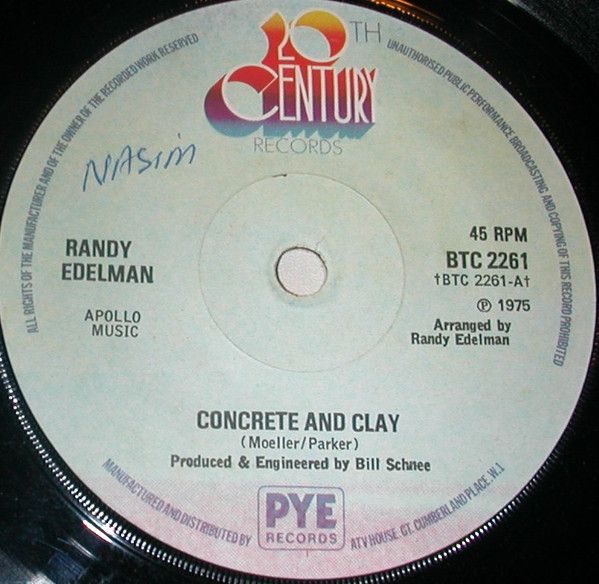 20TH
CENTURY
RECORDS
ALL RIGHTS OF THE MANUFACTURER AND OF THE OWNER OF THE RECORDED WORK RESERVED
UNAUTHORISED PUBLIC PERFORMANCE BROADCASTING AND COPYING OF THIS RECORD PROHIBITED
NASIM
RANDY
EDELMAN
APOLLO
MUSIC
45 RPM
BTC 2261
†BTC 2261-A†
Ⓟ 1975
Arranged by
Randy Edelman
CONCRETE AND CLAY
(Moeller/Parker)
Produced & Engineered by Bill Schnee
MANUFACTURED AND DISTRIBUTED BY
PYE
RECORDS
ATV HOUSE. GT. CUMBERLAND PLACE, W.1